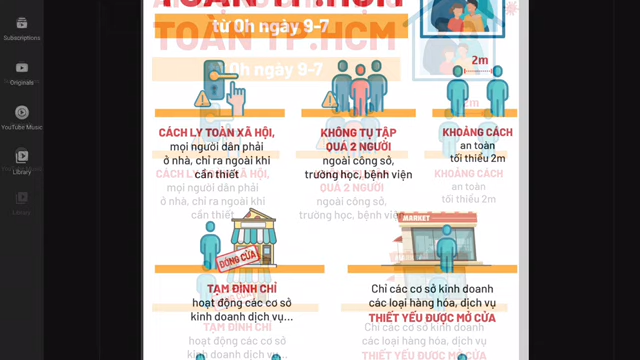 Subscriptions
Originals
YouTube Music
Library
Library
TOÀN TP.HCM
từ 0h ngày 9-7
TOÀN TP.HCM
0h ngày 9-7
2m
CÁCH LY TOÀN XÃ HỘI,
mọi người dân phải
ở nhà, chỉ ra ngoài khi
cần thiết
KHÔNG TỤ TẬP
QUÁ 2 NGƯỜI
ngoài công sở,
trường học, bệnh viện
KHOẢNG CÁCH
an toàn
tối thiểu 2m
CÁCH LY TOÀN XÃ HỘI,
mọi người dân phải
ở nhà, chỉ ra ngoài khi
cần thiết
QUÁ 2 NGƯỜI
ngoài công sở,
trường học, bệnh viện
KHOẢNG CÁCH
an toàn
tối thiểu 2m
ĐÓNG CỬA
MARKET
TẠM ĐÌNH CHỈ
hoạt động các cơ sở
kinh doanh dịch vụ...
Chỉ các cơ sở kinh doanh
các loại hàng hóa, dịch vụ
THIẾT YẾU ĐƯỢC MỞ CỬA
TẠM ĐÌNH CHỈ
hoạt động các cơ sở
kinh doanh dịch vụ...
Chỉ các cơ sở kinh doanh
các loại hàng hóa, dịch vụ